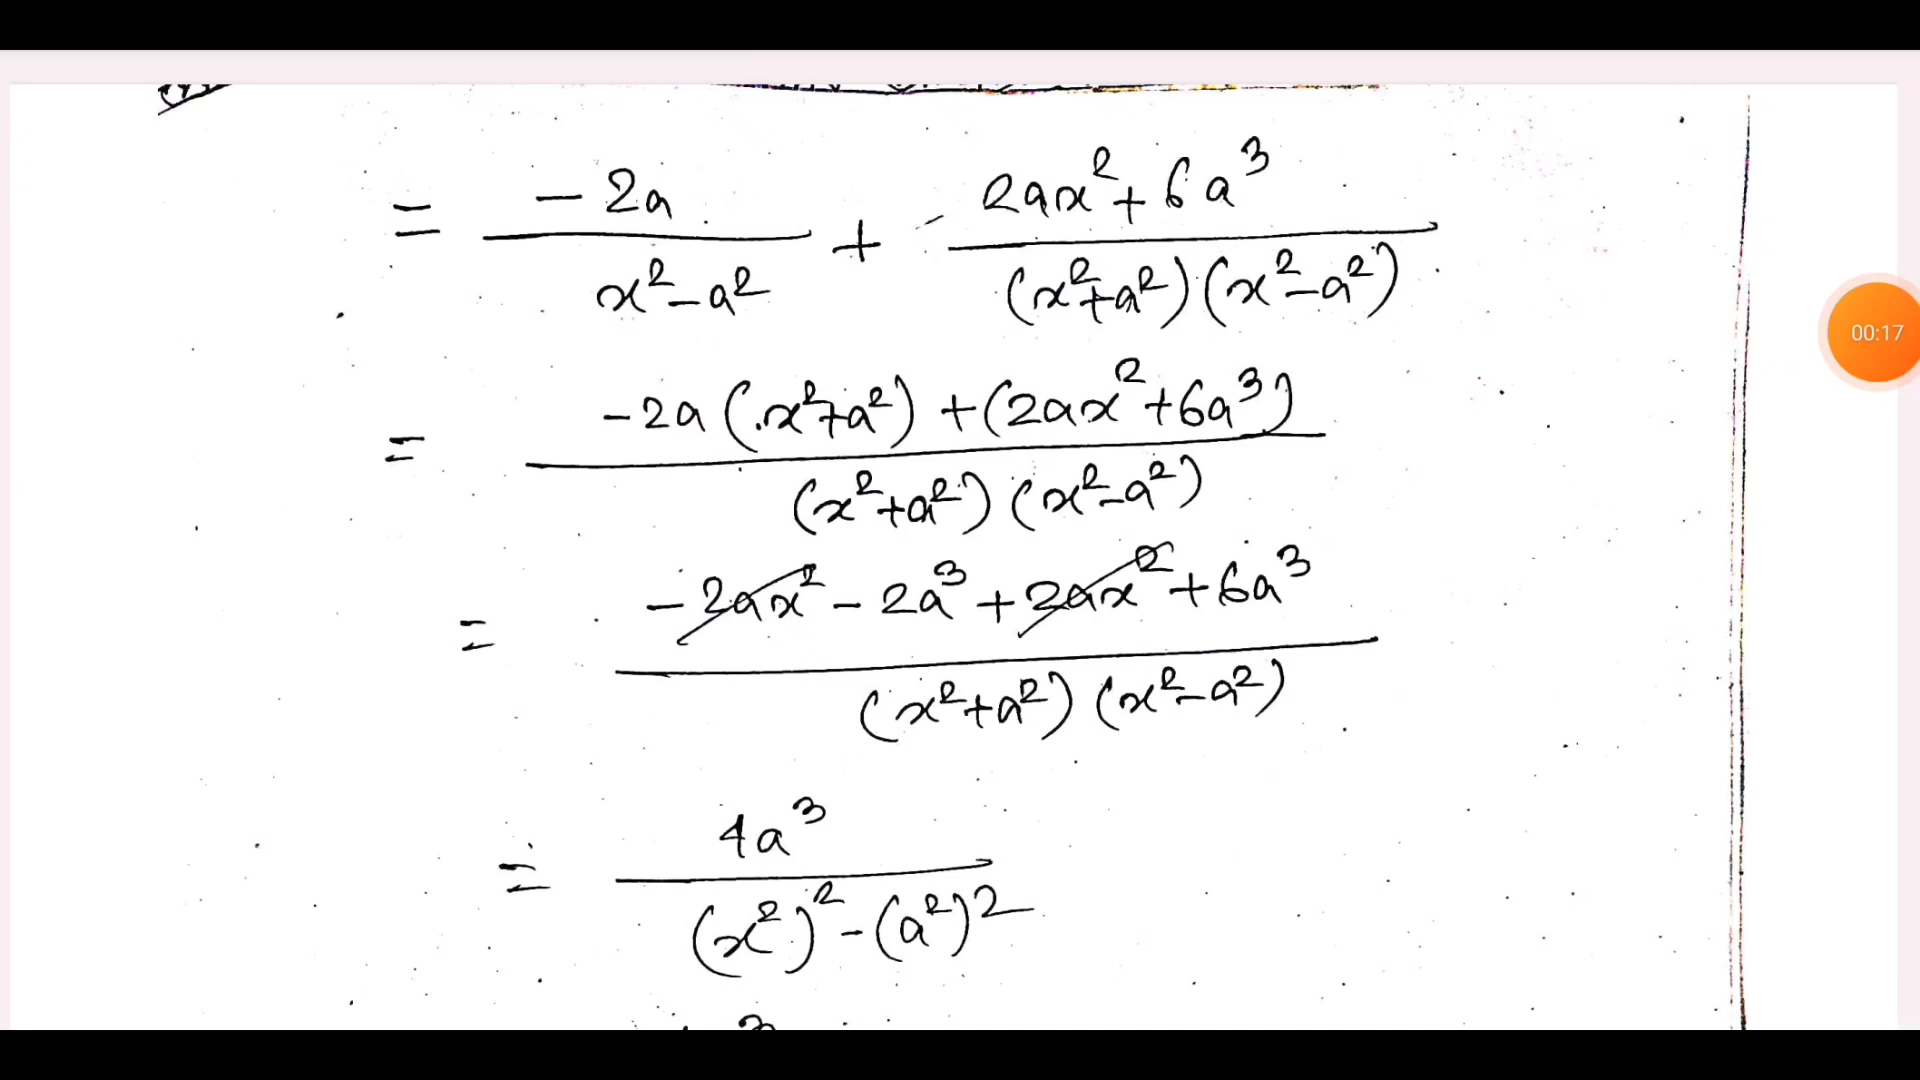 = -2a / x²-a² + 2ax²+6a³ / (x²+a²)(x²-a²)
= -2a(x²+a²)+(2ax²+6a³) / (x²+a²)(x²-a²)
= -2ax²-2a³+2ax²+6a³ / (x²+a²)(x²-a²)
= 4a³ / (x²)²-(a²)²
00:17